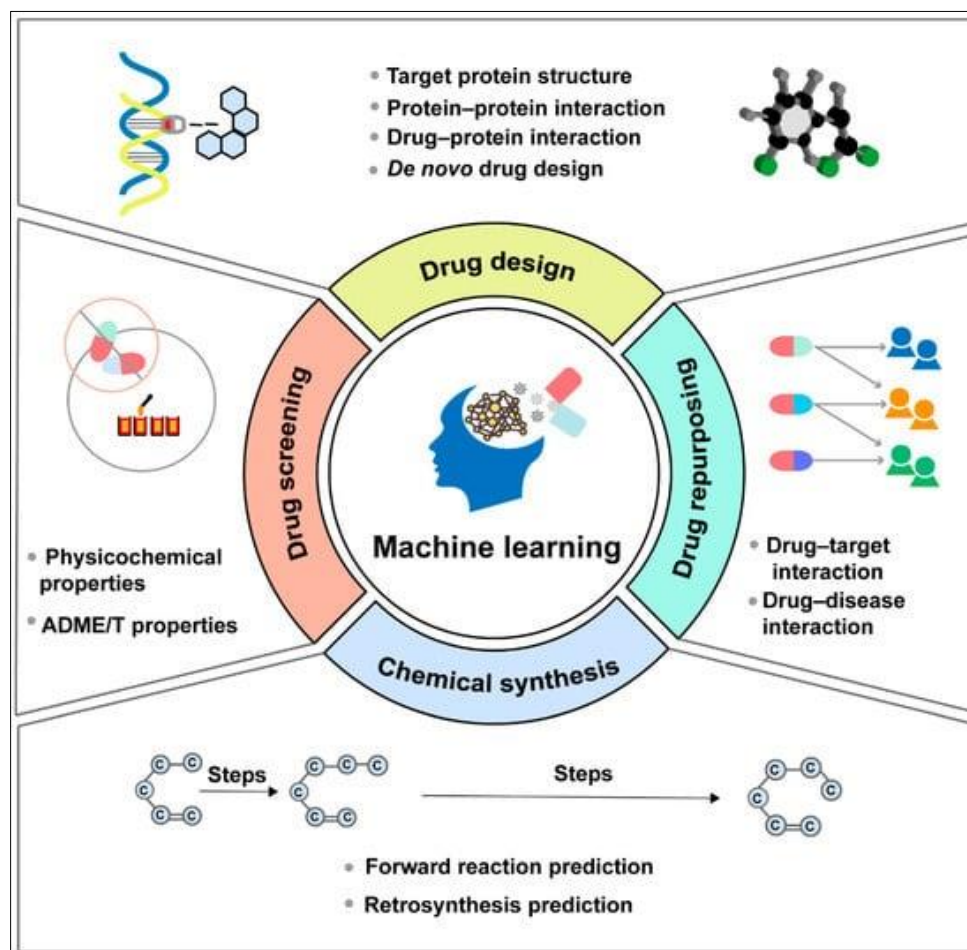 Target protein structure
Protein–protein interaction
Drug–protein interaction
De novo drug design
Drug design
Drug screening
Drug repurposing
Machine learning
Chemical synthesis
Physicochemical
properties
ADME/T properties
Drug–target
interaction
Drug–disease
interaction
C C
C
C C
Steps
C C C
C
C C
Steps
C C
C C
C C
Forward reaction prediction
Retrosynthesis prediction